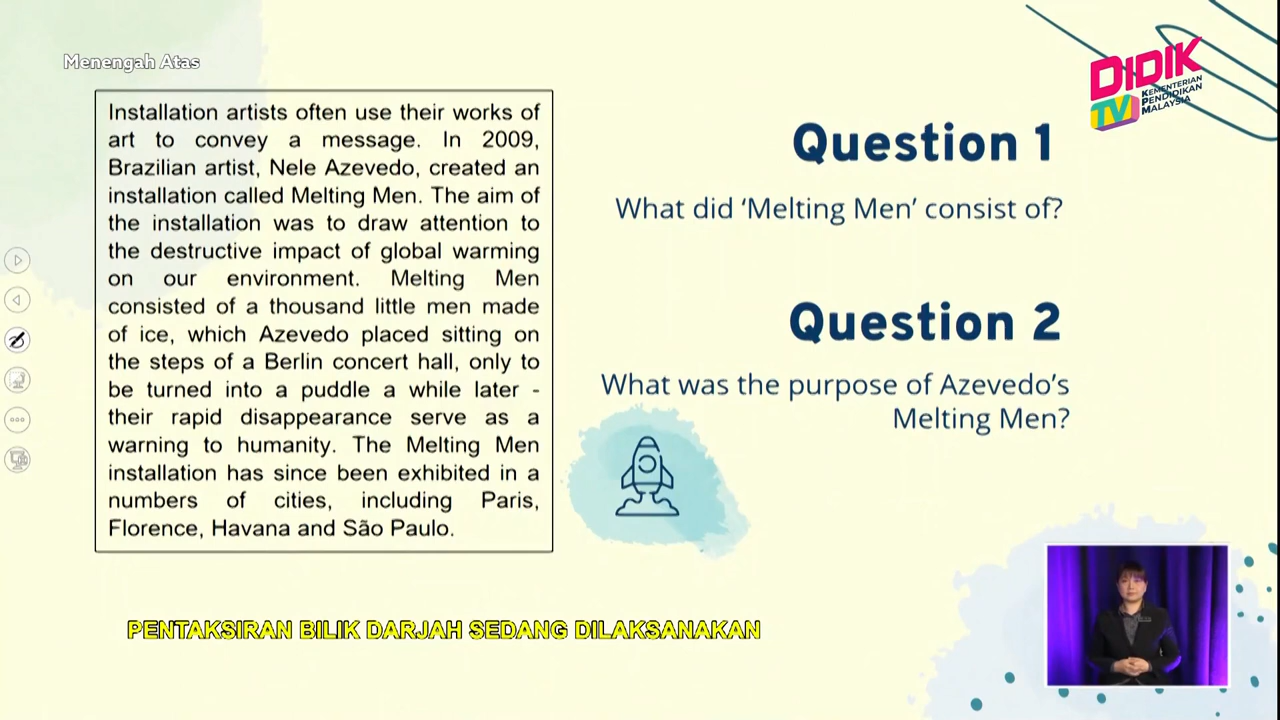 Menengah Atas
DIDIK
TV
KEMENTERIAN
PENDIDIKAN
MALAYSIA
Installation artists often use their works of
art to convey a message. In 2009,
Brazilian artist, Nele Azevedo, created an
installation called Melting Men. The aim of
the installation was to draw attention to
the destructive impact of global warming
on our environment. Melting Men
consisted of a thousand little men made
of ice, which Azevedo placed sitting on
the steps of a Berlin concert hall, only to
be turned into a puddle a while later -
their rapid disappearance serve as a
warning to humanity. The Melting Men
installation has since been exhibited in a
numbers of cities, including Paris,
Florence, Havana and São Paulo.
Question 1
What did ‘Melting Men’ consist of?
Question 2
What was the purpose of Azevedo’s
Melting Men?
PENTAKSIRAN BILIK DARJAH SEDANG DILAKSANAKAN